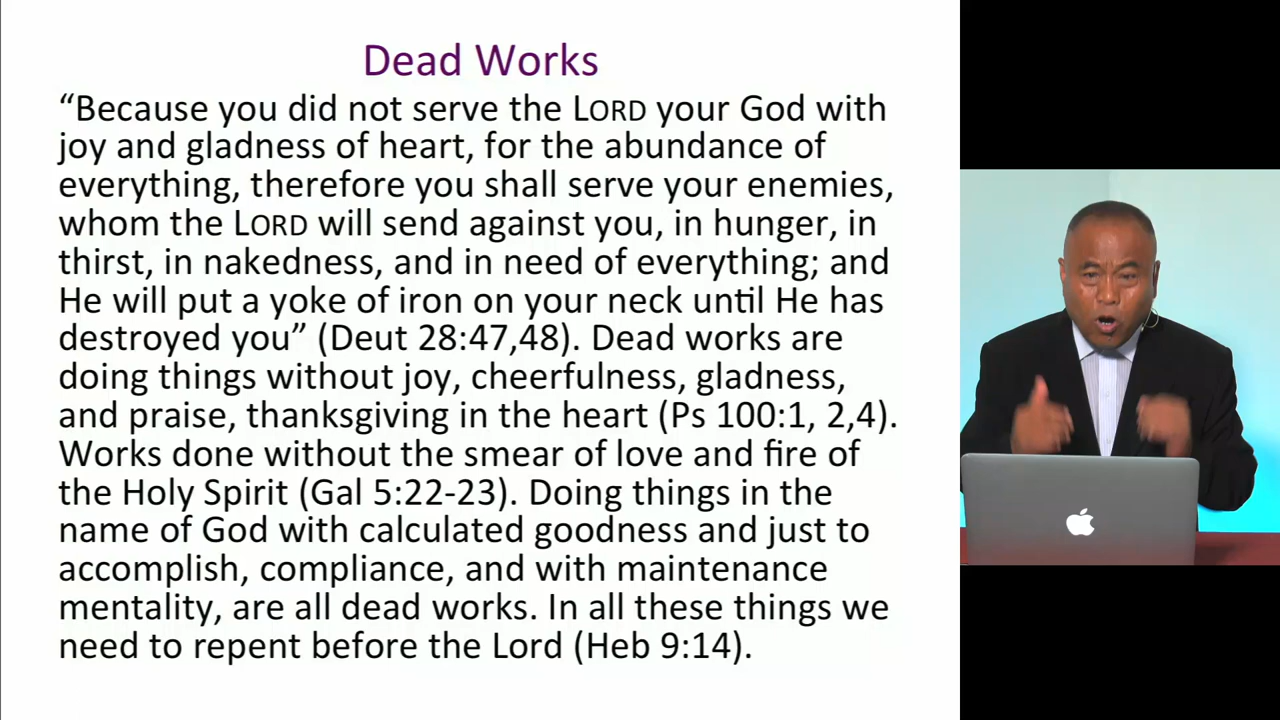 Dead Works
“Because you did not serve the LORD your God with
joy and gladness of heart, for the abundance of
everything, therefore you shall serve your enemies,
whom the LORD will send against you, in hunger, in
thirst, in nakedness, and in need of everything; and
He will put a yoke of iron on your neck until He has
destroyed you” (Deut 28:47,48). Dead works are
doing things without joy, cheerfulness, gladness,
and praise, thanksgiving in the heart (Ps 100:1, 2,4).
Works done without the smear of love and fire of
the Holy Spirit (Gal 5:22-23). Doing things in the
name of God with calculated goodness and just to
accomplish, compliance, and with maintenance
mentality, are all dead works. In all these things we
need to repent before the Lord (Heb 9:14).